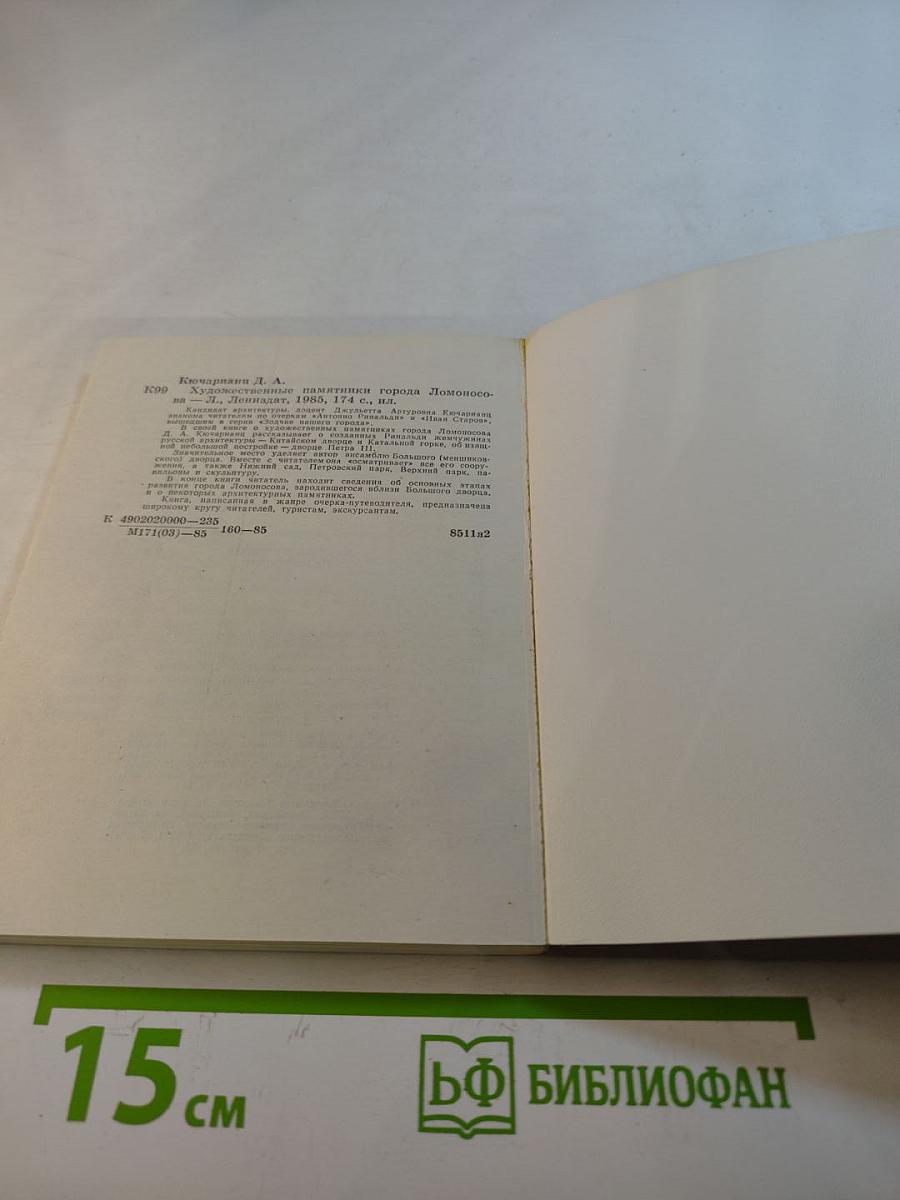 Кючарианц Д. А.
К99 Художественные памятники города Ломоносо-
ва — Л., Лениздат, 1985, 174 с., ил.
Кандидат архитектуры, доцент Джульетта Артуровна Кючарианц
знакома читателям по очеркам «Антонио Ринальди» и «Иван Старов»,
вышедшим в серии «Зодчие нашего города».
В своей книге о художественных памятниках города Ломоносова
Д. А. Кючарианц рассказывает о созданных Ринальди жемчужинах
русской архитектуры — Китайском дворце и Катальной горке, об изящ-
ной небольшой постройке — дворце Петра III.
Значительное место уделяет автор ансамблю Большого (меншиков-
ского) дворца. Вместе с читателем она «осматривает» все его соору-
жения, а также Нижний сад, Петровский парк, Верхний парк, па-
вильоны и скульптуру.
В конце книги читатель находит сведения об основных этапах
развития города Ломоносова, зародившегося вблизи Большого дворца,
и о некоторых архитектурных памятниках.
Книга, написанная в жанре очерка-путеводителя, предназначена
широкому кругу читателей, туристам, экскурсантам.
К 4902020000—235
М171(03)—85 160—85 8511я2
15 см
ЬФ БИБЛИОФАН